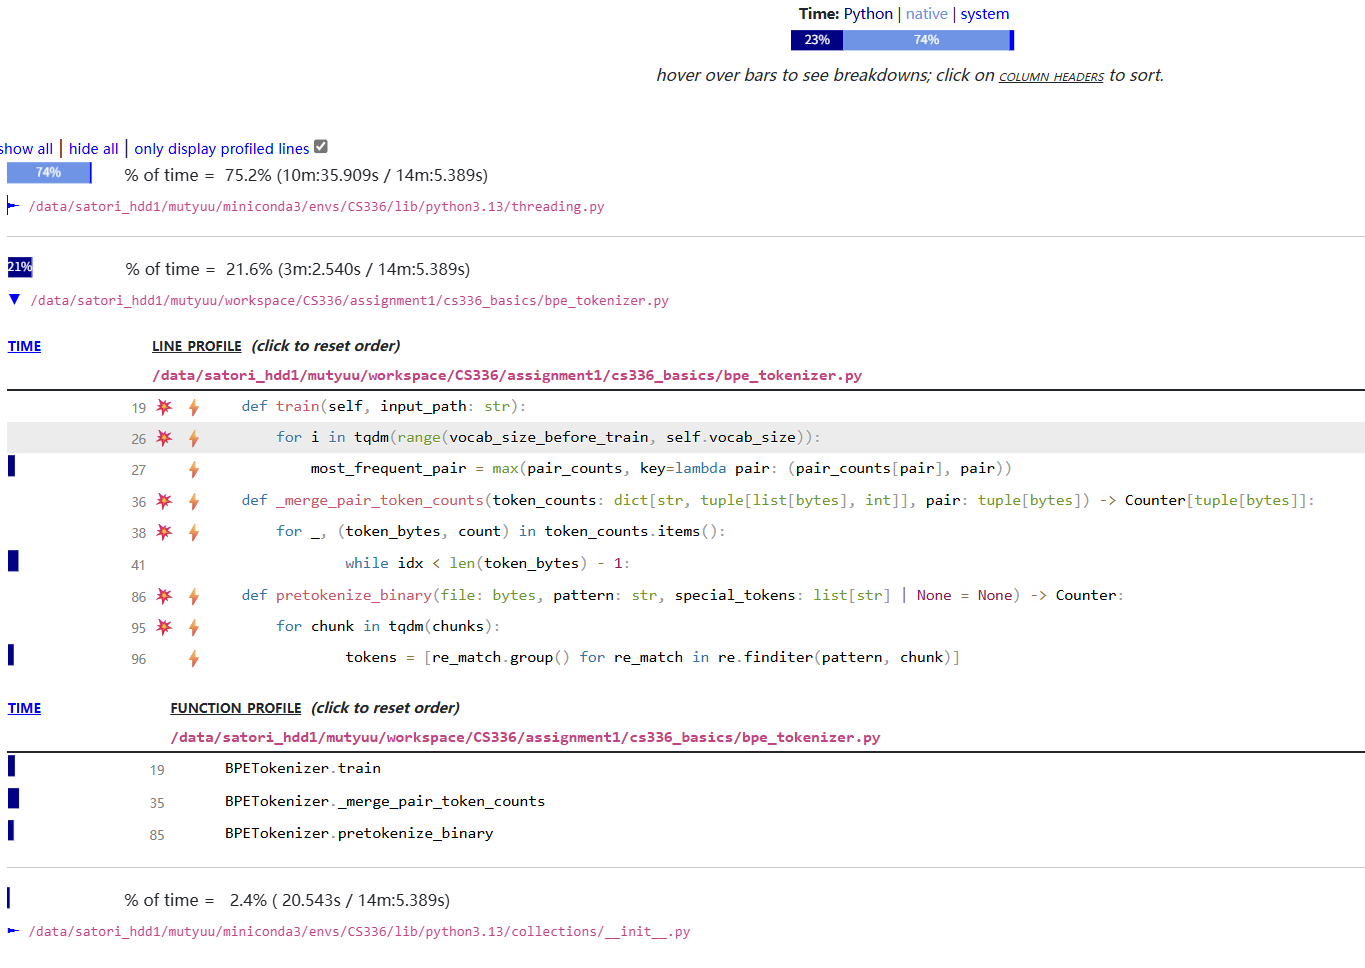 Time: Python | native | system
23% 74%
hover over bars to see breakdowns; click on COLUMN HEADERS to sort.
show all | hide all | only display profiled lines
74% % of time = 75.2% (10m:35.909s / 14m:5.389s)
/data/satori_hdd1/mutyuu/miniconda3/envs/CS336/lib/python3.13/threading.py
21% % of time = 21.6% (3m:2.540s / 14m:5.389s)
▼ /data/satori_hdd1/mutyuu/workspace/CS336/assignment1/cs336_basics/bpe_tokenizer.py
TIME LINE PROFILE (click to reset order)
/data/satori_hdd1/mutyuu/workspace/CS336/assignment1/cs336_basics/bpe_tokenizer.py
19 def train(self, input_path: str):
26 for i in tqdm(range(vocab_size_before_train, self.vocab_size)):
27 most_frequent_pair = max(pair_counts, key=lambda pair: (pair_counts[pair], pair))
36 def _merge_pair_token_counts(token_counts: dict[str, tuple[list[bytes], int]], pair: tuple[bytes]) -> Counter[tuple[bytes]]:
38 for _, (token_bytes, count) in token_counts.items():
41 while idx < len(token_bytes) - 1:
86 def pretokenize_binary(file: bytes, pattern: str, special_tokens: list[str] | None = None) -> Counter:
95 for chunk in tqdm(chunks):
96 tokens = [re_match.group() for re_match in re.finditer(pattern, chunk)]
TIME FUNCTION PROFILE (click to reset order)
/data/satori_hdd1/mutyuu/workspace/CS336/assignment1/cs336_basics/bpe_tokenizer.py
19 BPETokenizer.train
35 BPETokenizer._merge_pair_token_counts
85 BPETokenizer.pretokenize_binary
% of time = 2.4% ( 20.543s / 14m:5.389s)
/data/satori_hdd1/mutyuu/miniconda3/envs/CS336/lib/python3.13/collections/__init__.py